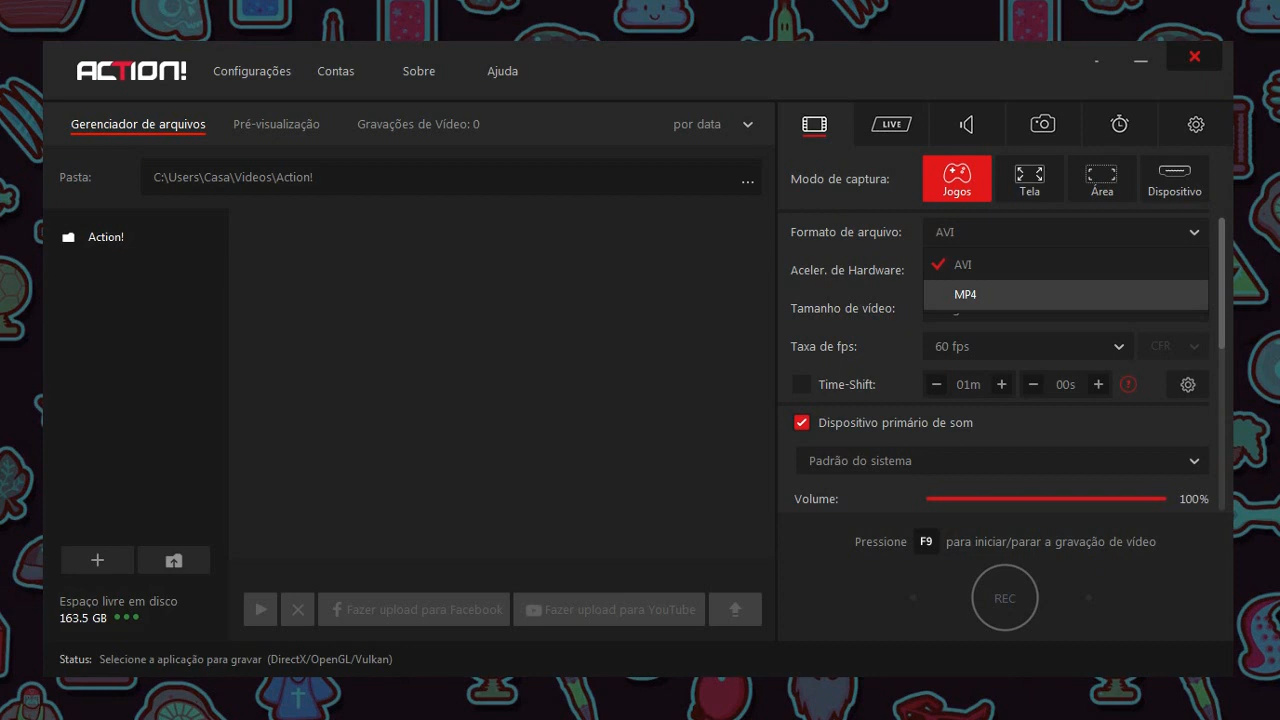 ACTION!
Configurações Contas Sobre Ajuda
Gerenciador de arquivos Pré-visualização Gravações de Vídeo: 0 por data
LIVE
Pasta: C:\Users\Casa\Videos\Action! ...
Modo de captura: Jogos Tela Área Dispositivo
Action!
Formato de arquivo: AVI
AVI
Aceler. de Hardware:
MP4
Tamanho de vídeo:
Taxa de fps: 60 fps CFR
Time-Shift: − 01m + − 00s +
Dispositivo primário de som
Padrão do sistema
Volume: 100%
Pressione F9 para iniciar/parar a gravação de vídeo
REC
Espaço livre em disco
163.5 GB
Fazer upload para Facebook Fazer upload para YouTube
Status: Selecione a aplicação para gravar (DirectX/OpenGL/Vulkan)